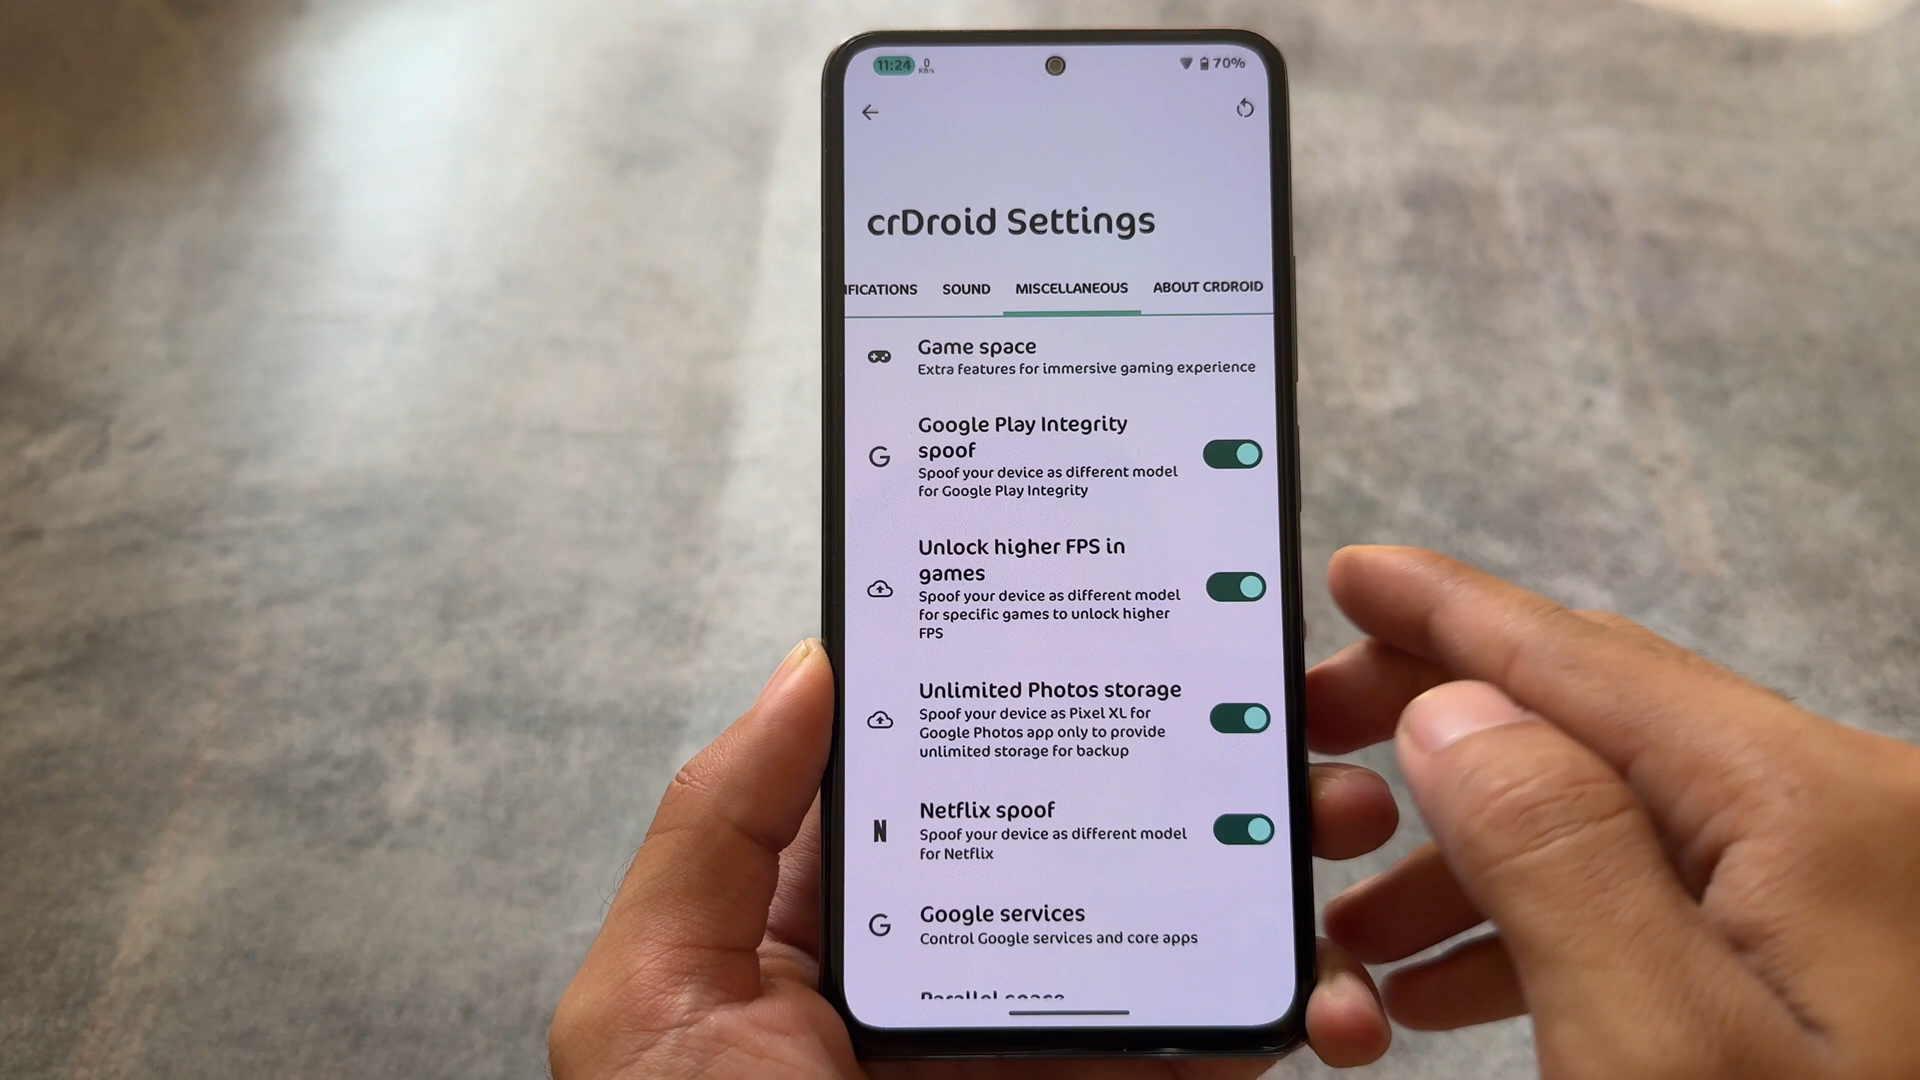 11:24 0 KB/s 70%
crDroid Settings
IFICATIONS SOUND MISCELLANEOUS ABOUT CRDROID
Game space
Extra features for immersive gaming experience
Google Play Integrity
spoof
Spoof your device as different model
for Google Play Integrity
Unlock higher FPS in
games
Spoof your device as different model
for specific games to unlock higher
FPS
Unlimited Photos storage
Spoof your device as Pixel XL for
Google Photos app only to provide
unlimited storage for backup
N
Netflix spoof
Spoof your device as different model
for Netflix
G
Google services
Control Google services and core apps
Parallel space